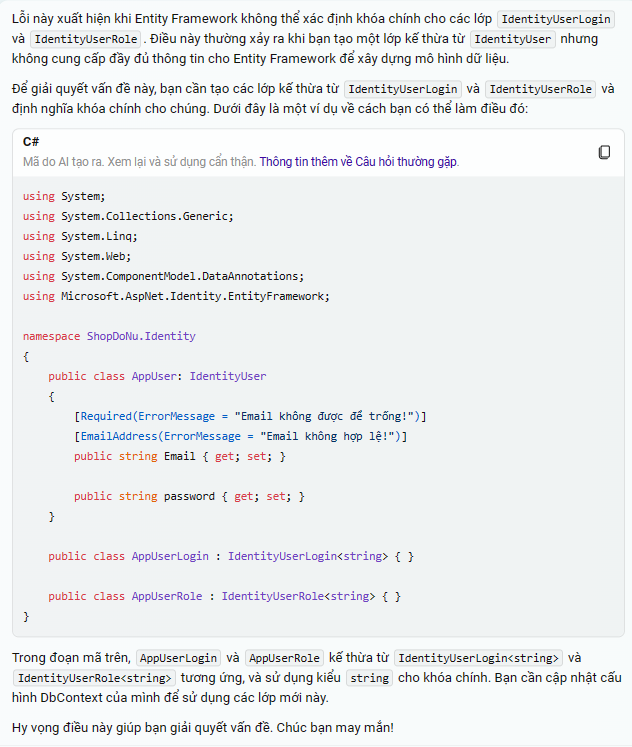 Lỗi này xuất hiện khi Entity Framework không thể xác định khóa chính cho các lớp IdentityUserLogin
và IdentityUserRole . Điều này thường xảy ra khi bạn tạo một lớp kế thừa từ IdentityUser nhưng
không cung cấp đầy đủ thông tin cho Entity Framework để xây dựng mô hình dữ liệu.
Để giải quyết vấn đề này, bạn cần tạo các lớp kế thừa từ IdentityUserLogin và IdentityUserRole và
định nghĩa khóa chính cho chúng. Dưới đây là một ví dụ về cách bạn có thể làm điều đó:
C#
Mã do AI tạo ra. Xem lại và sử dụng cẩn thận. Thông tin thêm về Câu hỏi thường gặp.
using System;
using System.Collections.Generic;
using System.Linq;
using System.Web;
using System.ComponentModel.DataAnnotations;
using Microsoft.AspNet.Identity.EntityFramework;
namespace ShopDoNu.Identity
{
    public class AppUser: IdentityUser
    {
        [Required(ErrorMessage = "Email không được để trống!")]
        [EmailAddress(ErrorMessage = "Email không hợp lệ!")]
        public string Email { get; set; }
        public string password { get; set; }
    }
    public class AppUserLogin : IdentityUserLogin<string> { }
    public class AppUserRole : IdentityUserRole<string> { }
}
Trong đoạn mã trên, AppUserLogin và AppUserRole kế thừa từ IdentityUserLogin<string> và
IdentityUserRole<string> tương ứng, và sử dụng kiểu string cho khóa chính. Bạn cần cập nhật cấu
hình DbContext của mình để sử dụng các lớp mới này.
Hy vọng điều này giúp bạn giải quyết vấn đề. Chúc bạn may mắn!